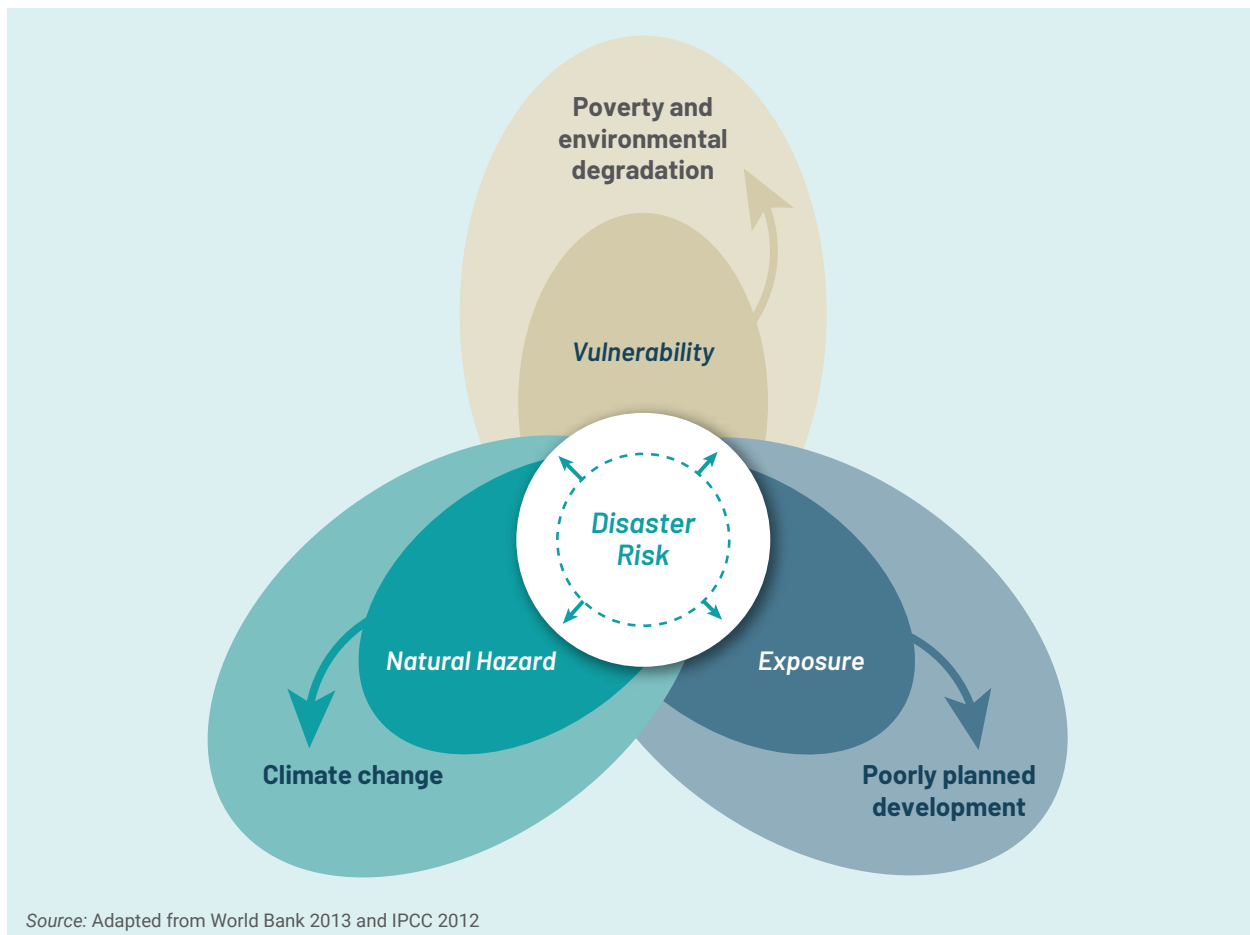 Poverty and
environmental
degradation
Vulnerability
Disaster
Risk
Natural Hazard
Exposure
Climate change
Poorly planned
development
Source: Adapted from World Bank 2013 and IPCC 2012